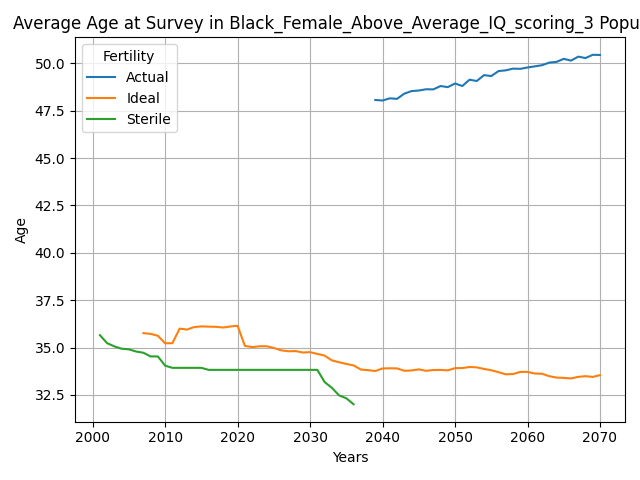 Average Age at Survey in Black_Female_Above_Average_IQ_scoring_3 Popu
Fertility
Actual
Ideal
Sterile
50.0
47.5
45.0
42.5
40.0
37.5
35.0
32.5
Age
2000 2010 2020 2030 2040 2050 2060 2070
Years